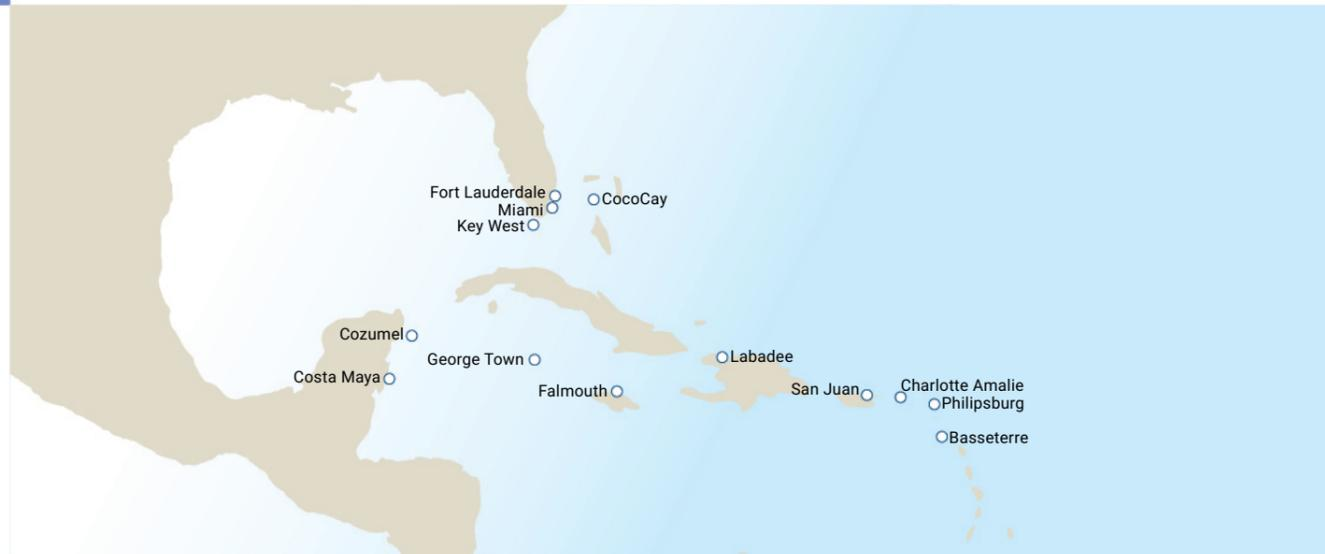 Fort Lauderdale
CocoCay
Miami
Key West
Cozumel
George Town
Labadee
Costa Maya
Falmouth
San Juan
Charlotte Amalie
Philipsburg
Basseterre